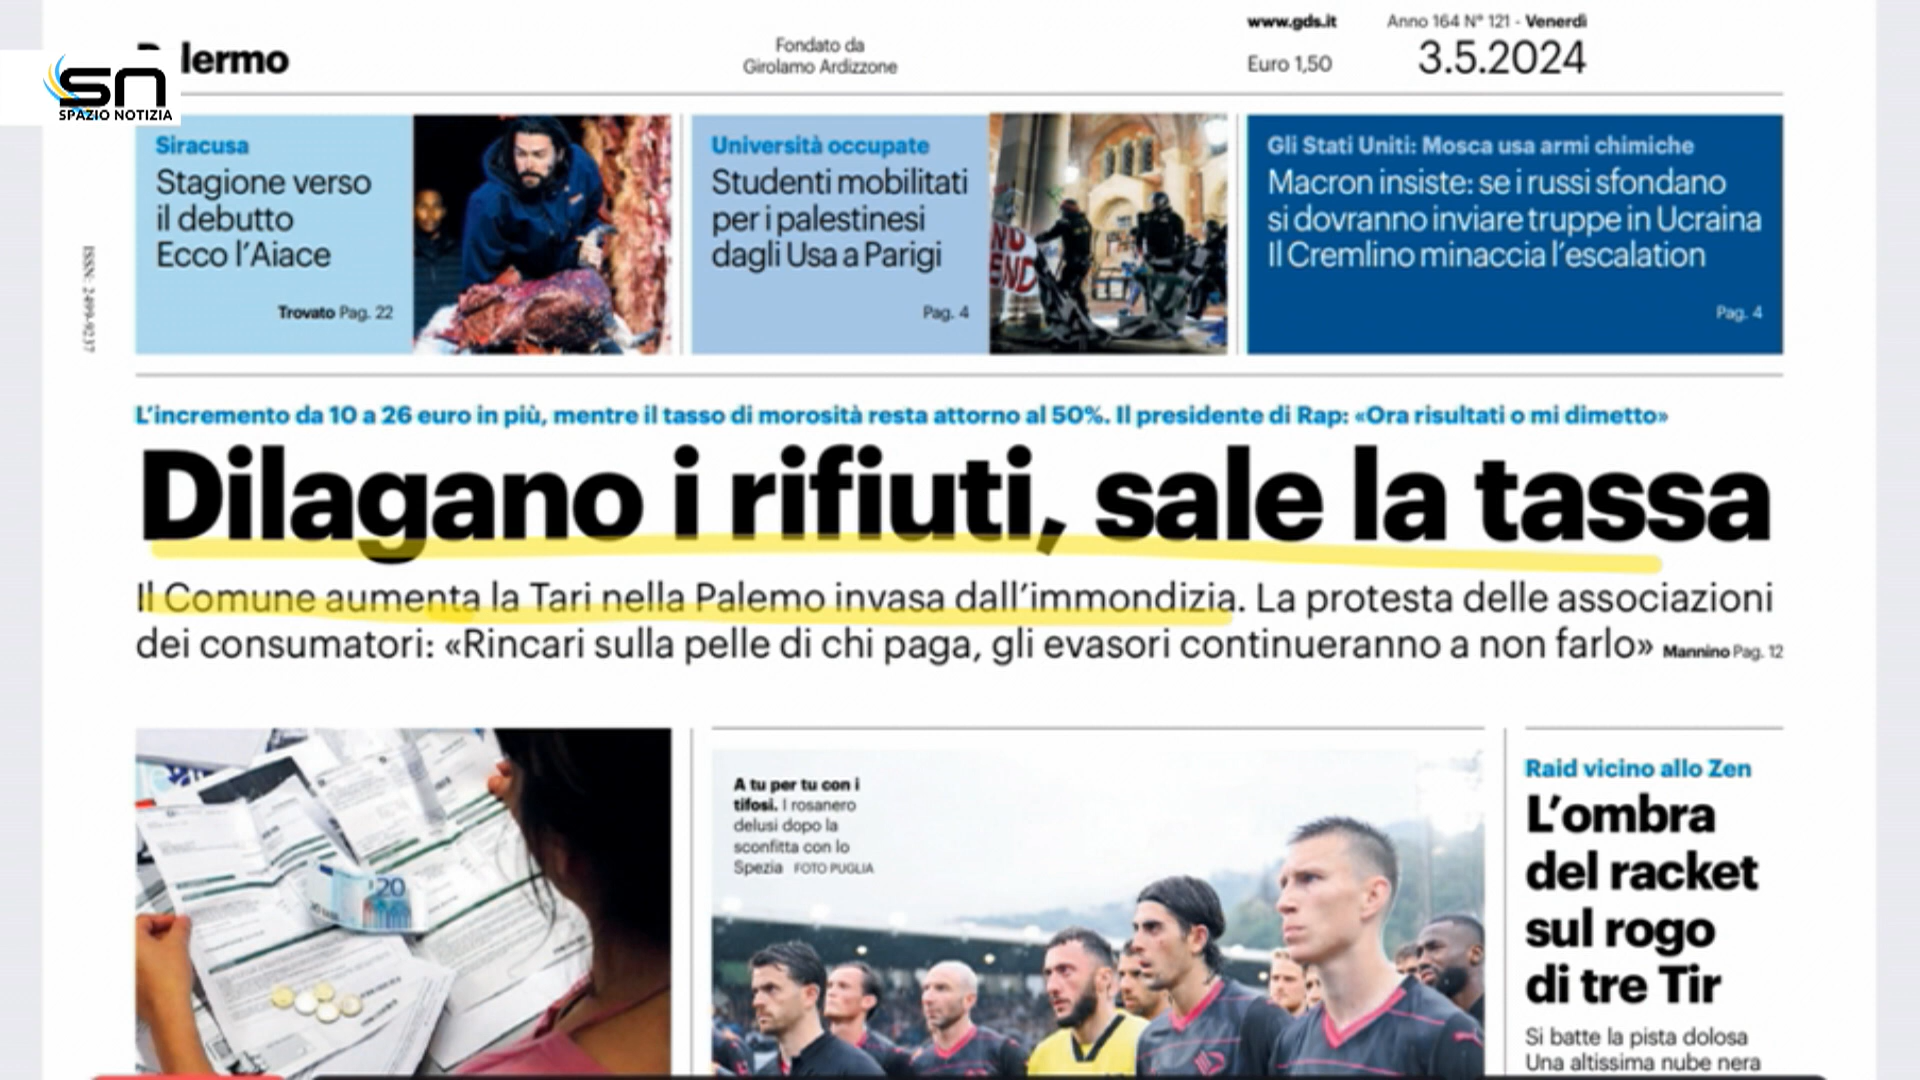 SN
SPAZIO NOTIZIA
lermo
Fondato da
Girolamo Ardizzone
www.gds.it
Anno 164 N° 121 - Venerdì
Euro 1,50
3.5.2024
ISSN: 2499-9237
Siracusa
Stagione verso
il debutto
Ecco l'Aiace
Trovato Pag. 22
Università occupate
Studenti mobilitati
per i palestinesi
dagli Usa a Parigi
Pag. 4
Gli Stati Uniti: Mosca usa armi chimiche
Macron insiste: se i russi sfondano
si dovranno inviare truppe in Ucraina
Il Cremlino minaccia l'escalation
Pag. 4
L'incremento da 10 a 26 euro in più, mentre il tasso di morosità resta attorno al 50%. Il presidente di Rap: «Ora risultati o mi dimetto»
Dilagano i rifiuti, sale la tassa
Il Comune aumenta la Tari nella Palemo invasa dall'immondizia. La protesta delle associazioni
dei consumatori: «Rincari sulla pelle di chi paga, gli evasori continueranno a non farlo» Mannino Pag. 12
20
A tu per tu con i
tifosi. I rosanero
delusi dopo la
sconfitta con lo
Spezia FOTO PUGLIA
Raid vicino allo Zen
L'ombra
del racket
sul rogo
di tre Tir
Si batte la pista dolosa
Una altissima nube nera